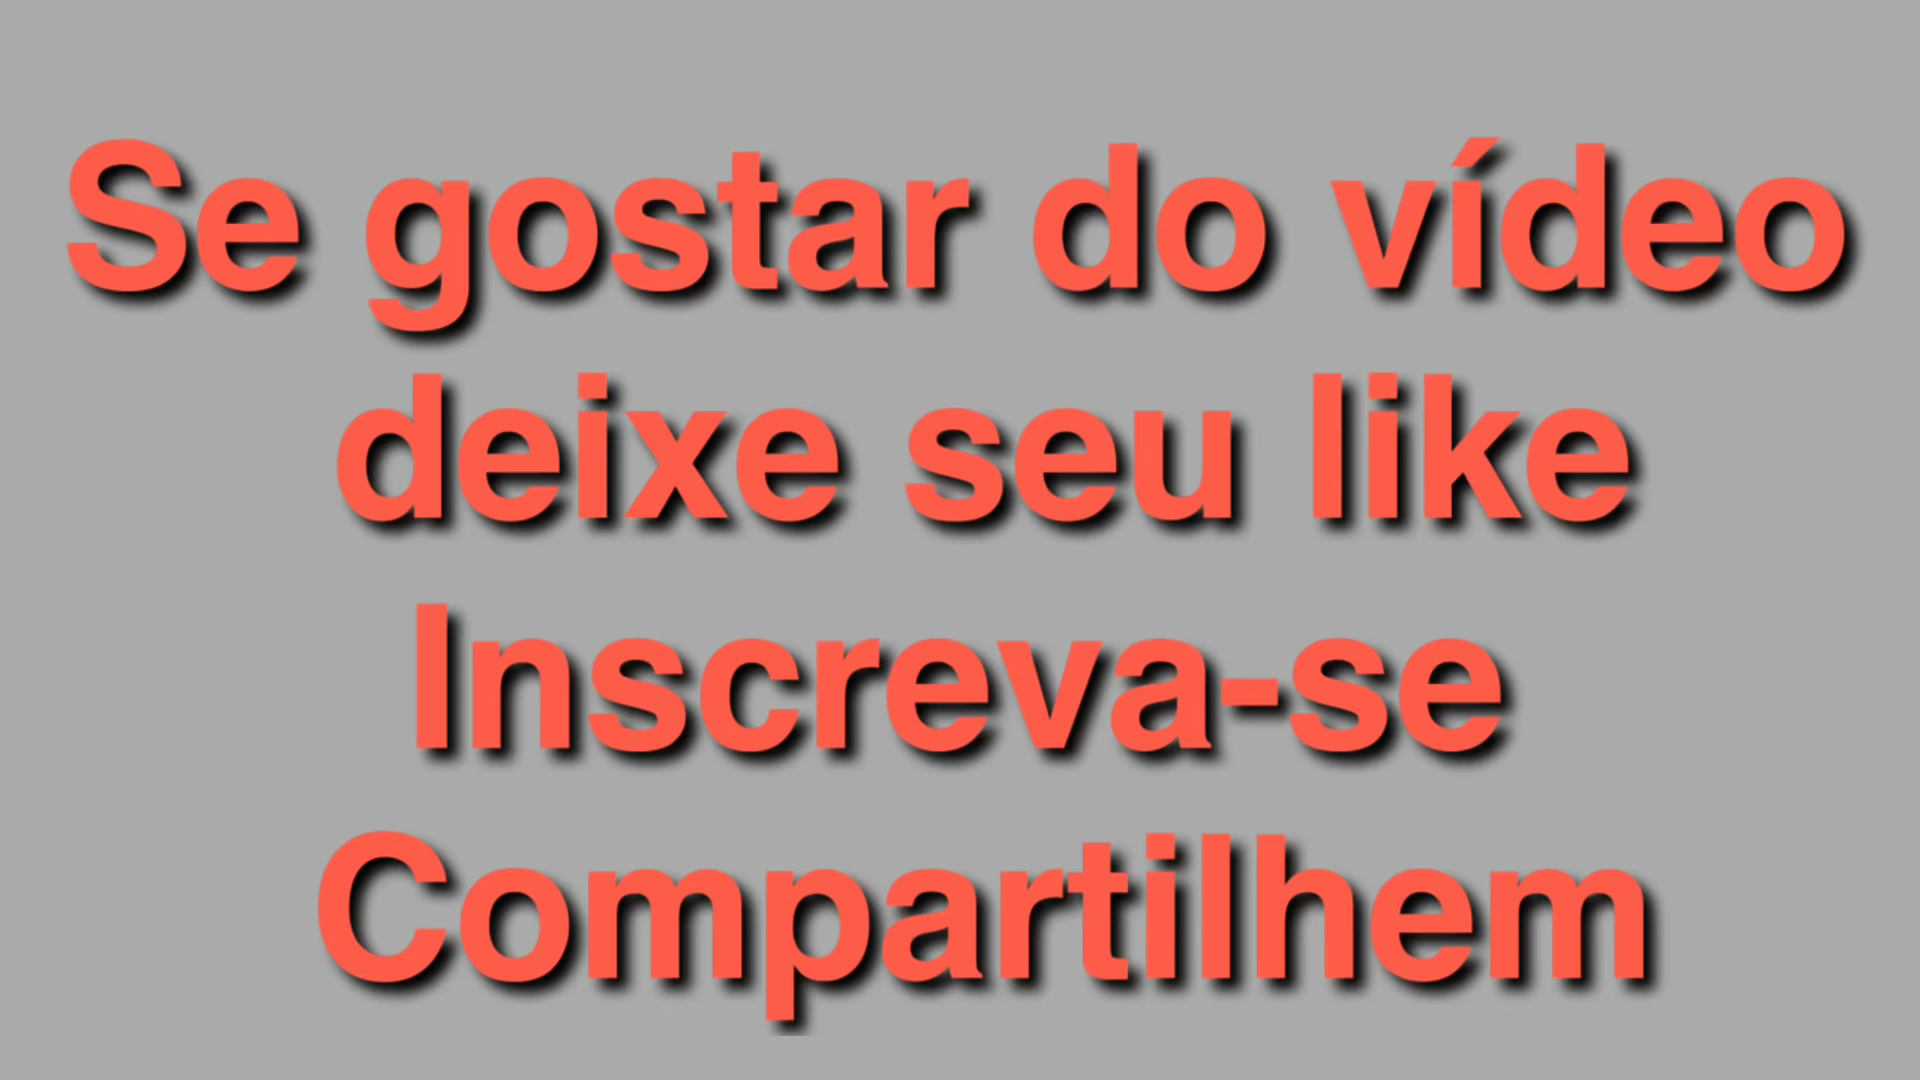 Se gostar do vídeo
deixe seu like
Inscreva-se
Compartilhem